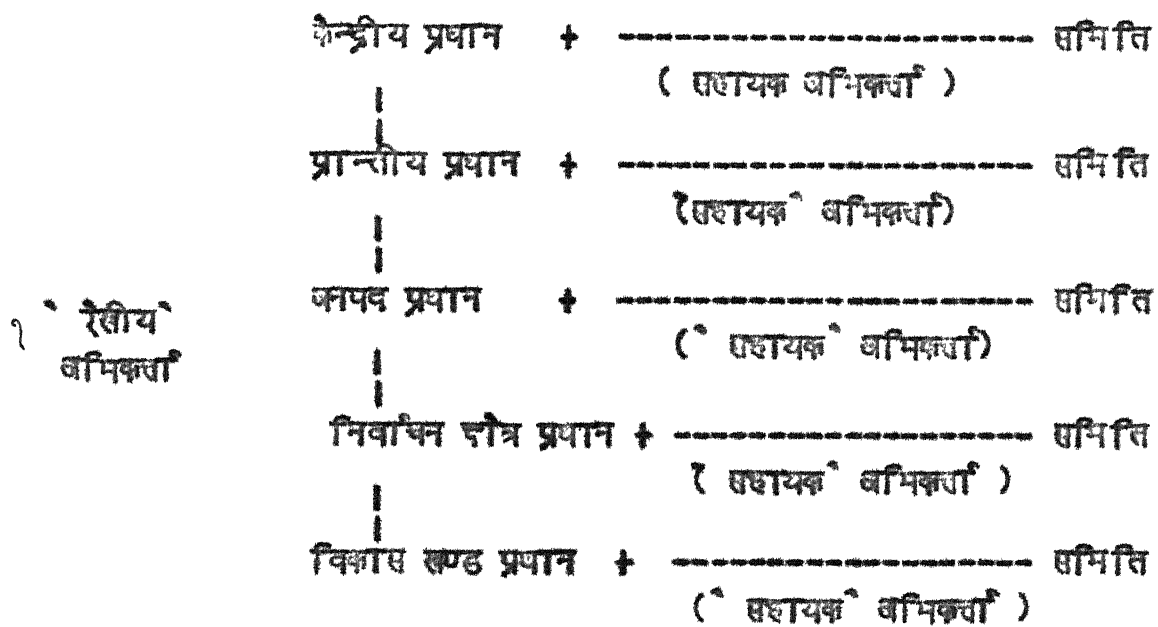 केन्द्रीय प्रधान + ---------------------- समिति
( सहायक अभिकर्ता )
प्रान्तीय प्रधान + ---------------------- समिति
(सहायक` अभिकर्ता)
जनपद प्रधान + ---------------------- समिति
(` सहायक` अभिकर्ता)
` रेखीय`
अभिकर्ता
निर्वाचन क्षेत्र प्रधान + ------------------- समिति
( सहायक` अभिकर्ता )
विकास खण्ड प्रधान + ------------------- समिति
(` सहायक` अभिकर्ता )